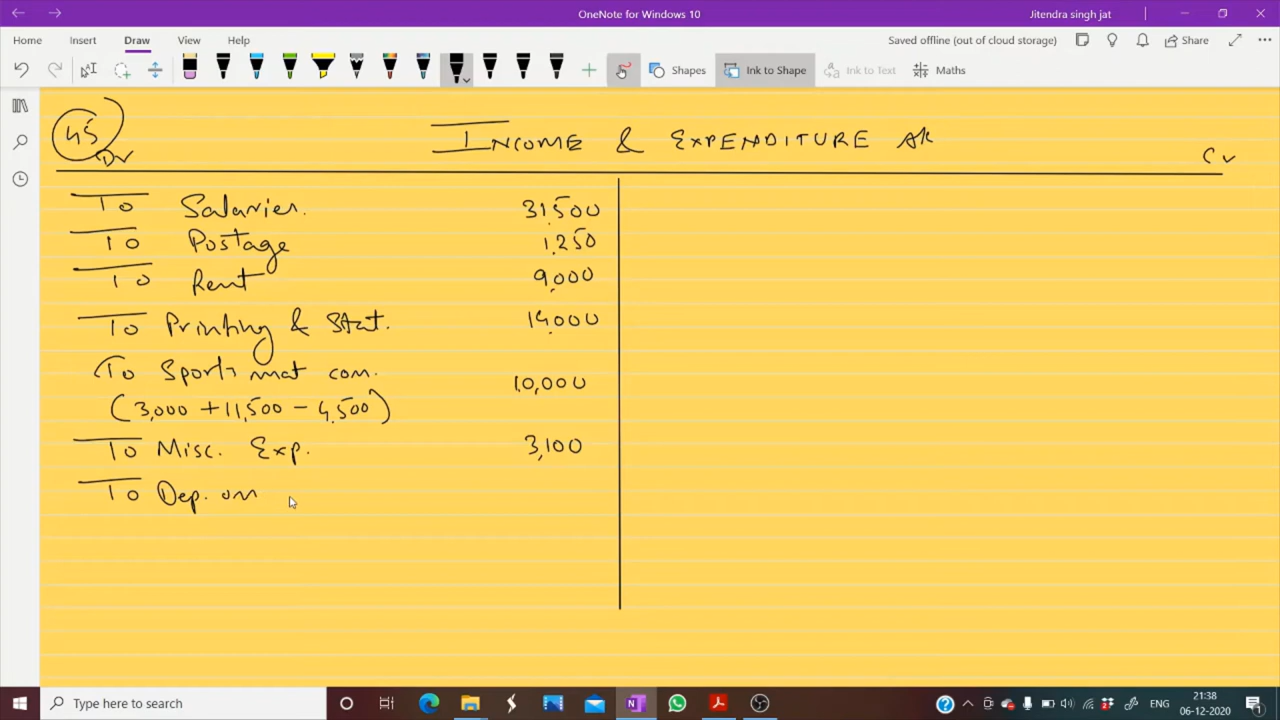 OneNote for Windows 10
Jitendra singh jat
Home Insert Draw View Help
Saved offline (out of cloud storage)
Share
Shapes
Ink to Shape
Ink to Text
Maths
45
INCOME & EXPENDITURE A/c
Dr
Cr
To Salaries. 31,500
To Postage 1,250
To Rent 9,000
To Printing & Stat. 14,000
To Sports mat con. 10,000
(3,000 + 11,500 - 4,500)
To Misc. Exp. 3,100
To Dep. on
Type here to search
ENG
21:38
06-12-2020
1